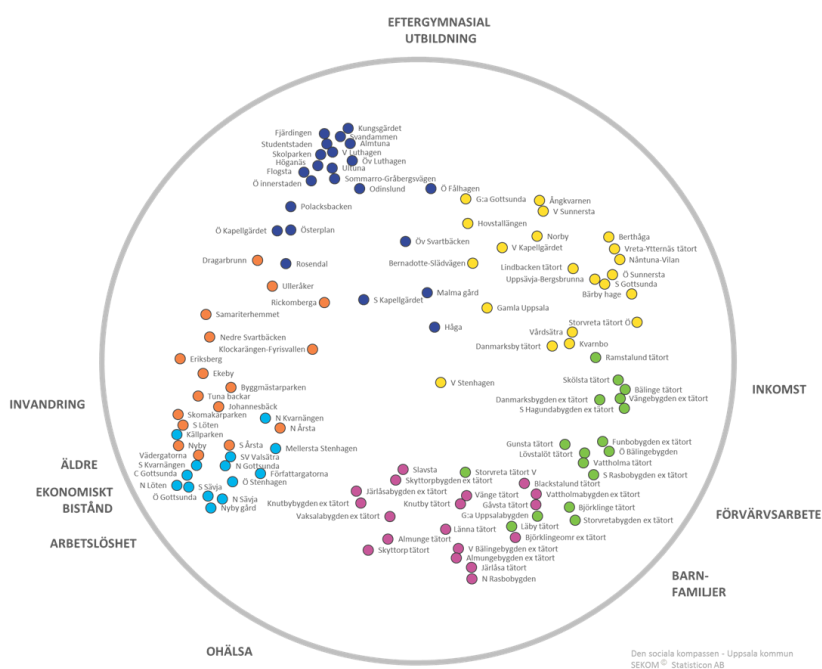 EFTERGYMNASIAL
UTBILDNING
Kungsgärdet
Fjärdingen
Svandammen
Studentstaden
Almtuna
Skolparken
V Luthagen
Öv Luthagen
Höganäs
Ultuna
Flogsta
Sommarro-Gråbergsvägen
Ö innerstaden
Odinslund
Ö Fålhagen
G:a Gottsunda
Ängkvarnen
V Sunnersta
Polacksbacken
Hovstallängen
Ö Kapellgärdet
Österplan
Öv Svartbäcken
Norby
Berthåga
V Kapellgärdet
Vreta-Ytternäs tätort
Dragarbrunn
Rosendal
Bernadotte-Slädvägen
Nåntuna-Vilan
Lindbacken tätort
Ö Sunnersta
Uppsävja-Bergsbrunna
S Gottsunda
Ulleråker
Malma gård
Bärby hage
Rickomberga
S Kapellgärdet
Gamla Uppsala
Samariterhemmet
Storvreta tätort Ö
Håga
Vårdsätra
Nedre Svartbäcken
Kvarnbo
Klockarängen-Fyrisvallen
Danmarksby tätort
Eriksberg
Ramstalund tätort
Ekeby
Skölsta tätort
V Stenhagen
Byggmästarparken
Bälinge tätort
INKOMST
Tuna backar
Danmarksbygden ex tätort
Vängebygden ex tätort
INVANDRING
Johannesbäck
S Hagundabygden ex tätort
Skomakarparken
N Kvarnängen
S Löten
N Årsta
Källparken
Nyby
S Årsta
Mellersta Stenhagen
Gunsta tätort
Funbobygden ex tätort
Vädergatorna
SV Valsätra
Lövstalöt tätort
Ö Bälingebygden
ÄLDRE
S Kvarnängen
N Gottsunda
Vattholma tätort
C Gottsunda
Författargatorna
Slavsta
Storvreta tätort V
S Rasbobygden ex tätort
N Löten
S Sävja
Ö Stenhagen
Skyttorpbygden ex tätort
Blackstalund tätort
EKONOMISKT
BISTÅND
Ö Gottsunda
N Sävja
Järlåsabygden ex tätort
Vänge tätort
Vattholmabygden ex tätort
Nyby gård
Knutbybygden ex tätort
Knutby tätort
Gåvsta tätort
Björklinge tätort
FÖRVÄRVSARBETE
Vaksalabygden ex tätort
G:a Uppsalabygden
Storvretabygden ex tätort
Länna tätort
Läby tätort
ARBETSLÖSHET
Almunge tätort
Björklingeomr ex tätort
Skyttorp tätort
V Bälingebygden ex tätort
Almungebygden ex tätort
Järlåsa tätort
N Rasbobygden
BARN-
FAMILJER
OHÄLSA
Den sociala kompassen - Uppsala kommun
SEKOM © Statisticon AB